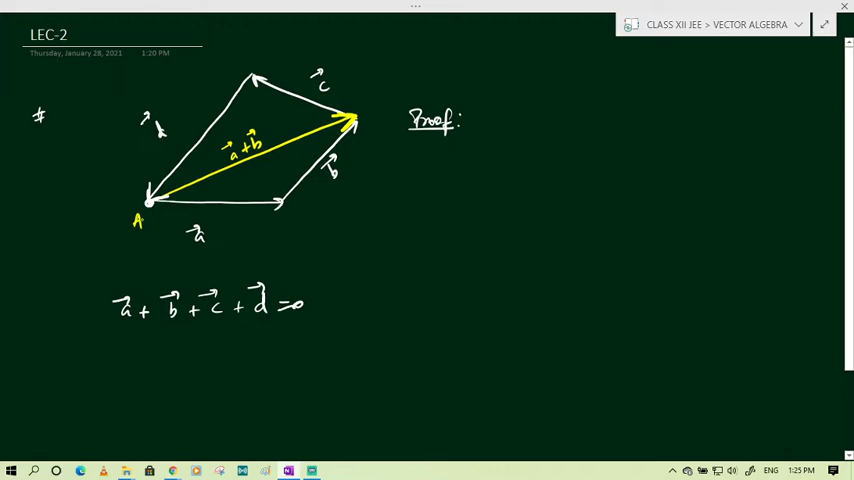 CLASS XII JEE > VECTOR ALGEBRA
LEC-2
Thursday, January 28, 2021 1:20 PM
#
c⃗
d⃗
a⃗+b⃗
b⃗
A
a⃗
Proof:
a⃗ + b⃗ + c⃗ + d⃗ = 0
ENG 1:25 PM